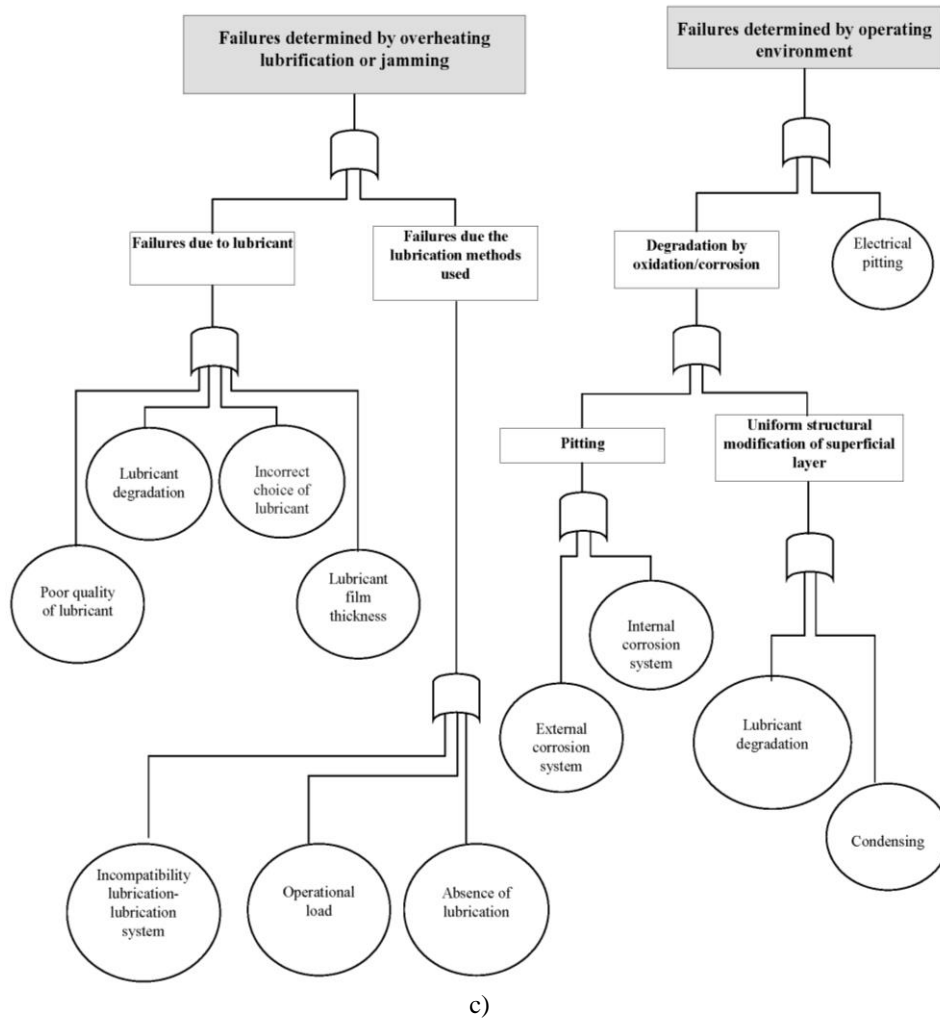 Failures determined by overheating
lubrification or jamming
Failures determined by operating
environment
Failures due to lubricant
Failures due the
lubrication methods
used
Degradation by
oxidation/corrosion
Electrical
pitting
Lubricant
degradation
Incorrect
choice of
lubricant
Poor quality
of lubricant
Lubricant
film
thickness
Pitting
Uniform structural
modification of superficial
layer
Internal
corrosion
system
External
corrosion
system
Lubricant
degradation
Condensing
Incompatibility
lubrication-
lubrication
system
Operational
load
Absence of
lubrication
c)